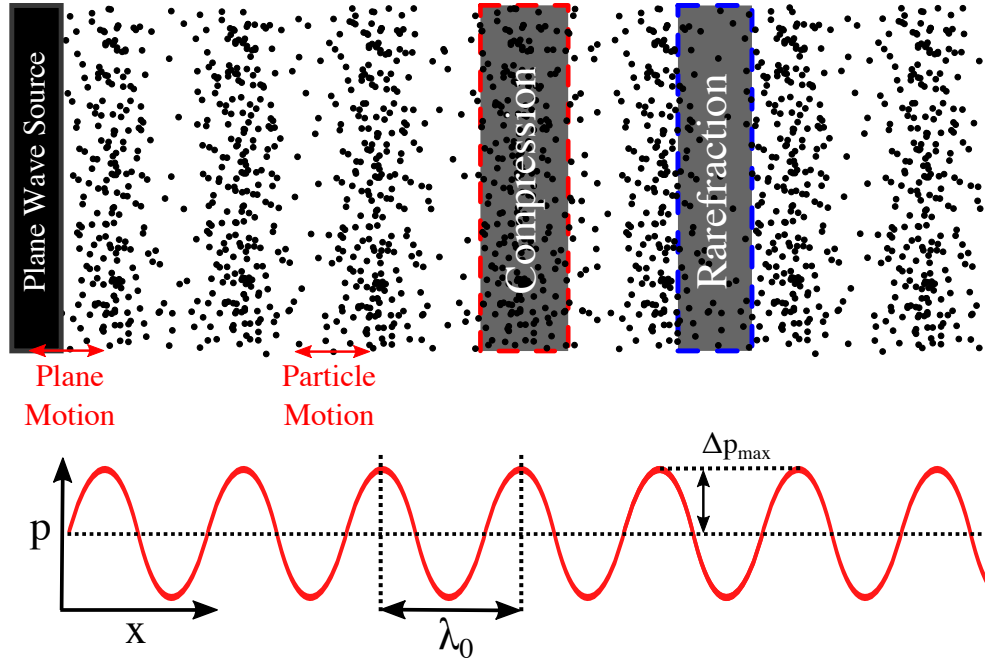 Plane Wave Source
Compression
Rarefraction
Plane
Motion
Particle
Motion
Δpmax
p
x
λ0